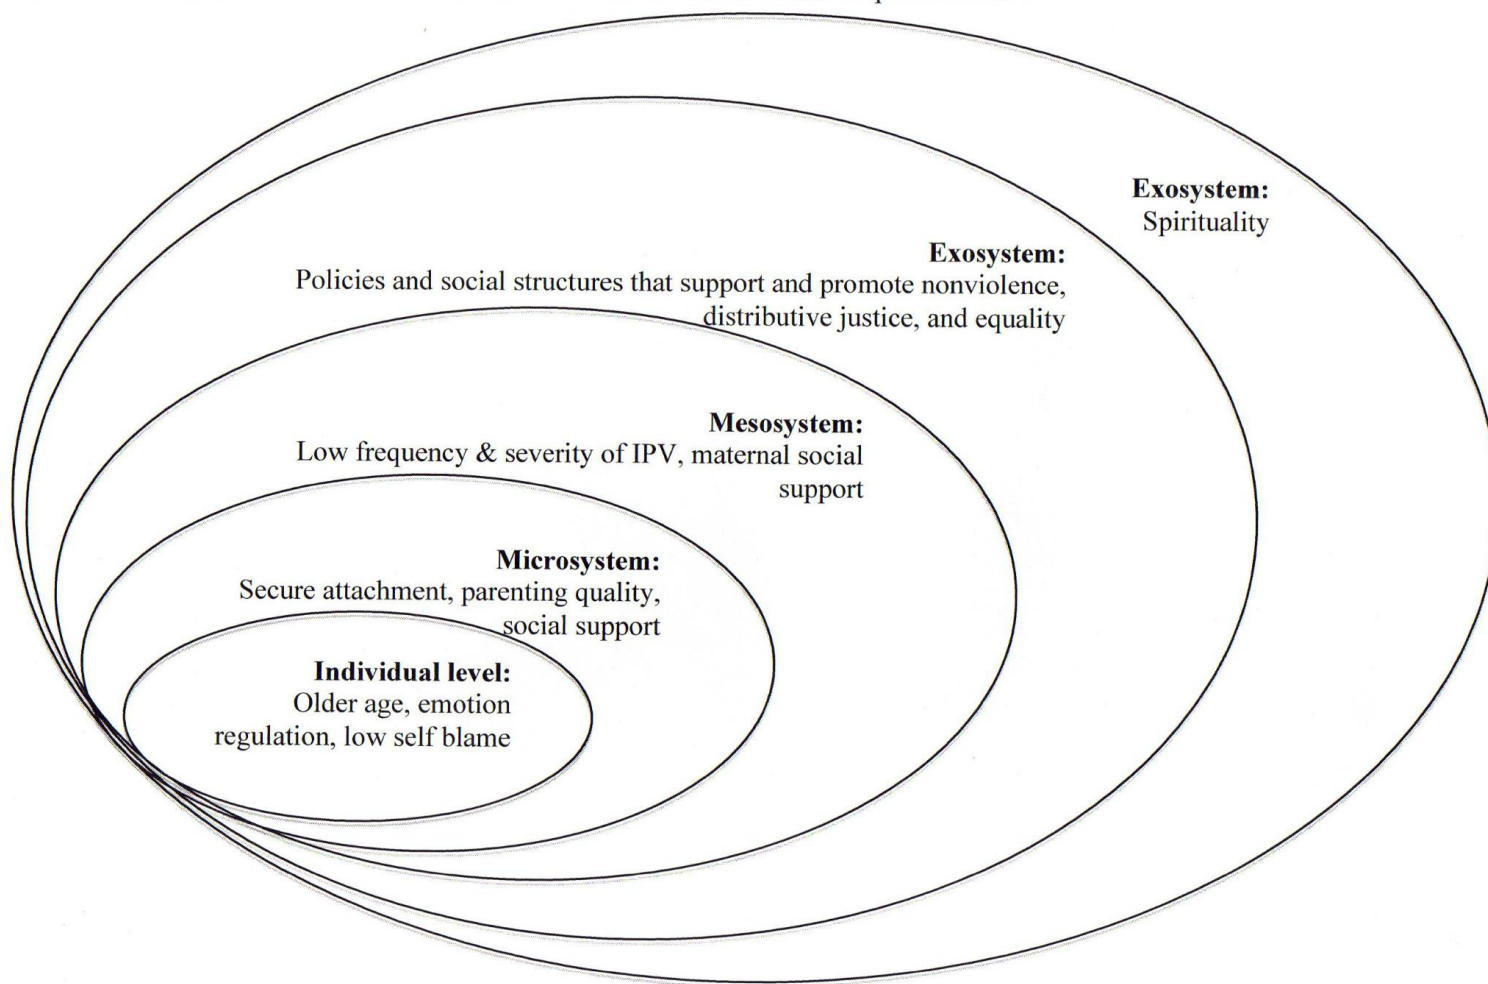 Exosystem:
Spirituality
Exosystem:
Policies and social structures that support and promote nonviolence,
distributive justice, and equality
Mesosystem:
Low frequency & severity of IPV, maternal social
support
Microsystem:
Secure attachment, parenting quality,
social support
Individual level:
Older age, emotion
regulation, low self blame